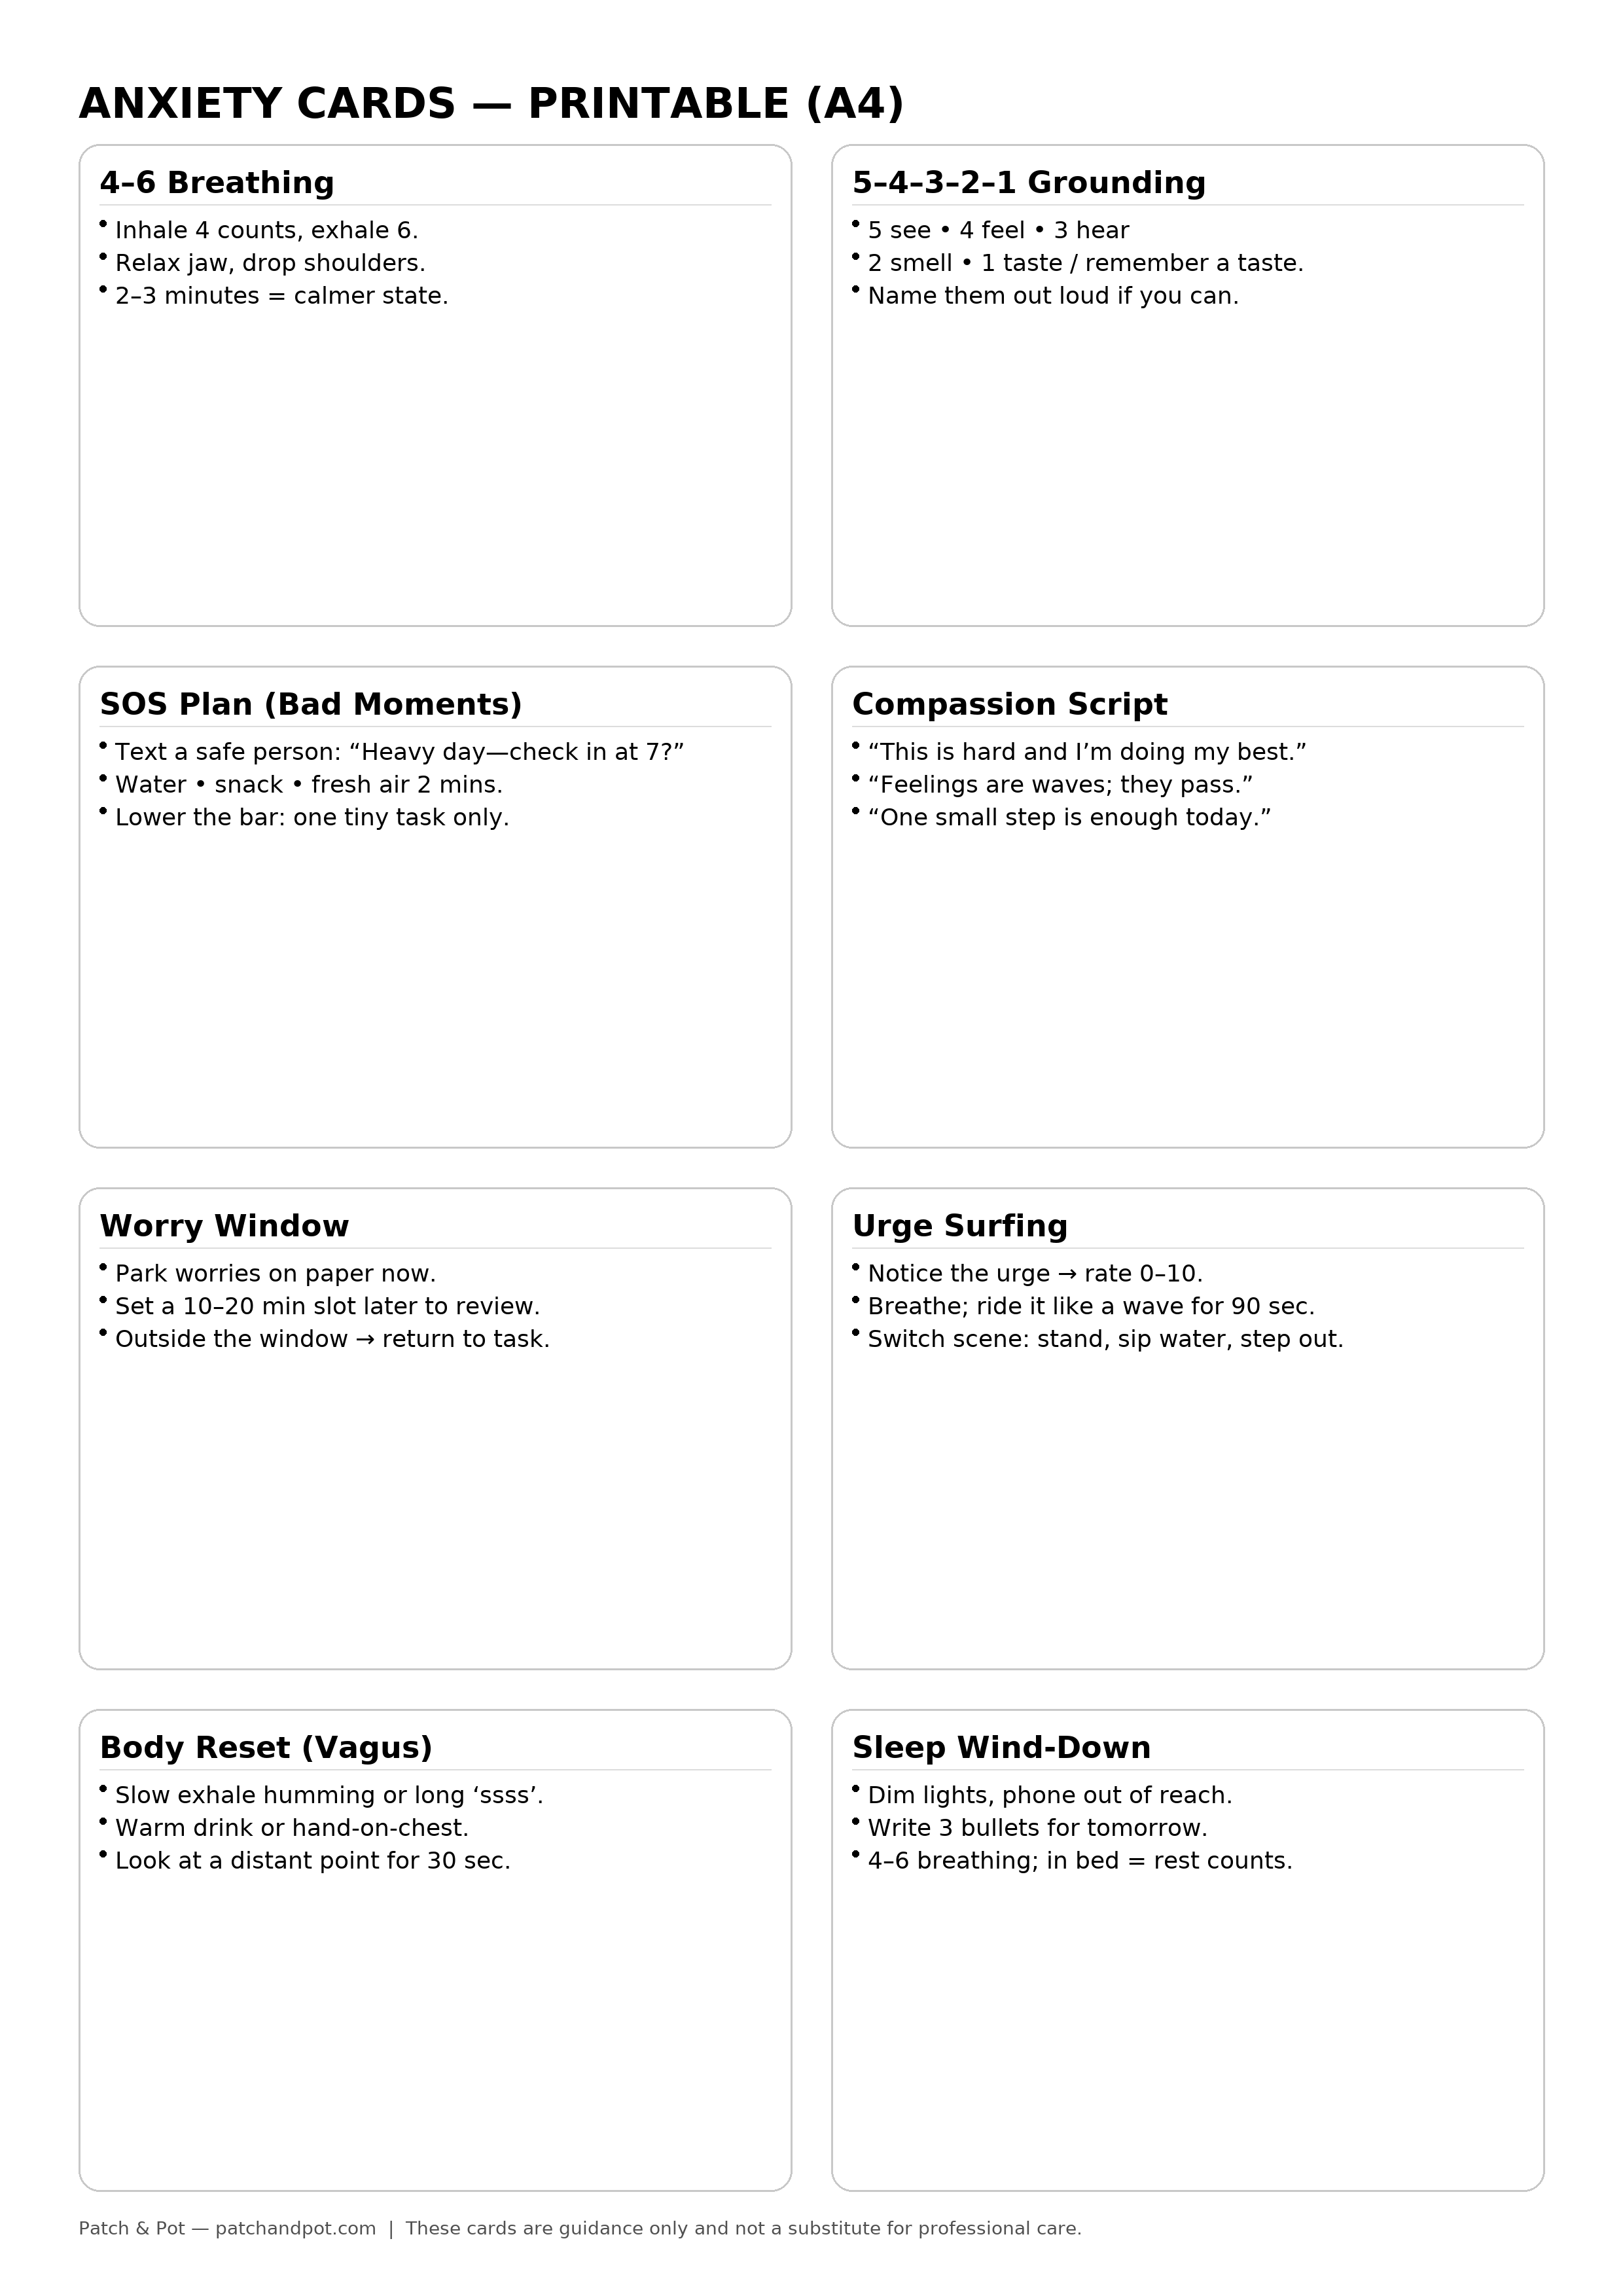 ANXIETY CARDS — PRINTABLE (A4)
4–6 Breathing
• Inhale 4 counts, exhale 6.
• Relax jaw, drop shoulders.
• 2–3 minutes = calmer state.
5–4–3–2–1 Grounding
• 5 see • 4 feel • 3 hear
• 2 smell • 1 taste / remember a taste.
• Name them out loud if you can.
SOS Plan (Bad Moments)
• Text a safe person: “Heavy day—check in at 7?”
• Water • snack • fresh air 2 mins.
• Lower the bar: one tiny task only.
Compassion Script
• “This is hard and I’m doing my best.”
• “Feelings are waves; they pass.”
• “One small step is enough today.”
Worry Window
• Park worries on paper now.
• Set a 10–20 min slot later to review.
• Outside the window → return to task.
Urge Surfing
• Notice the urge → rate 0–10.
• Breathe; ride it like a wave for 90 sec.
• Switch scene: stand, sip water, step out.
Body Reset (Vagus)
• Slow exhale humming or long ‘ssss’.
• Warm drink or hand-on-chest.
• Look at a distant point for 30 sec.
Sleep Wind-Down
• Dim lights, phone out of reach.
• Write 3 bullets for tomorrow.
• 4–6 breathing; in bed = rest counts.
Patch & Pot — patchandpot.com | These cards are guidance only and not a substitute for professional care.